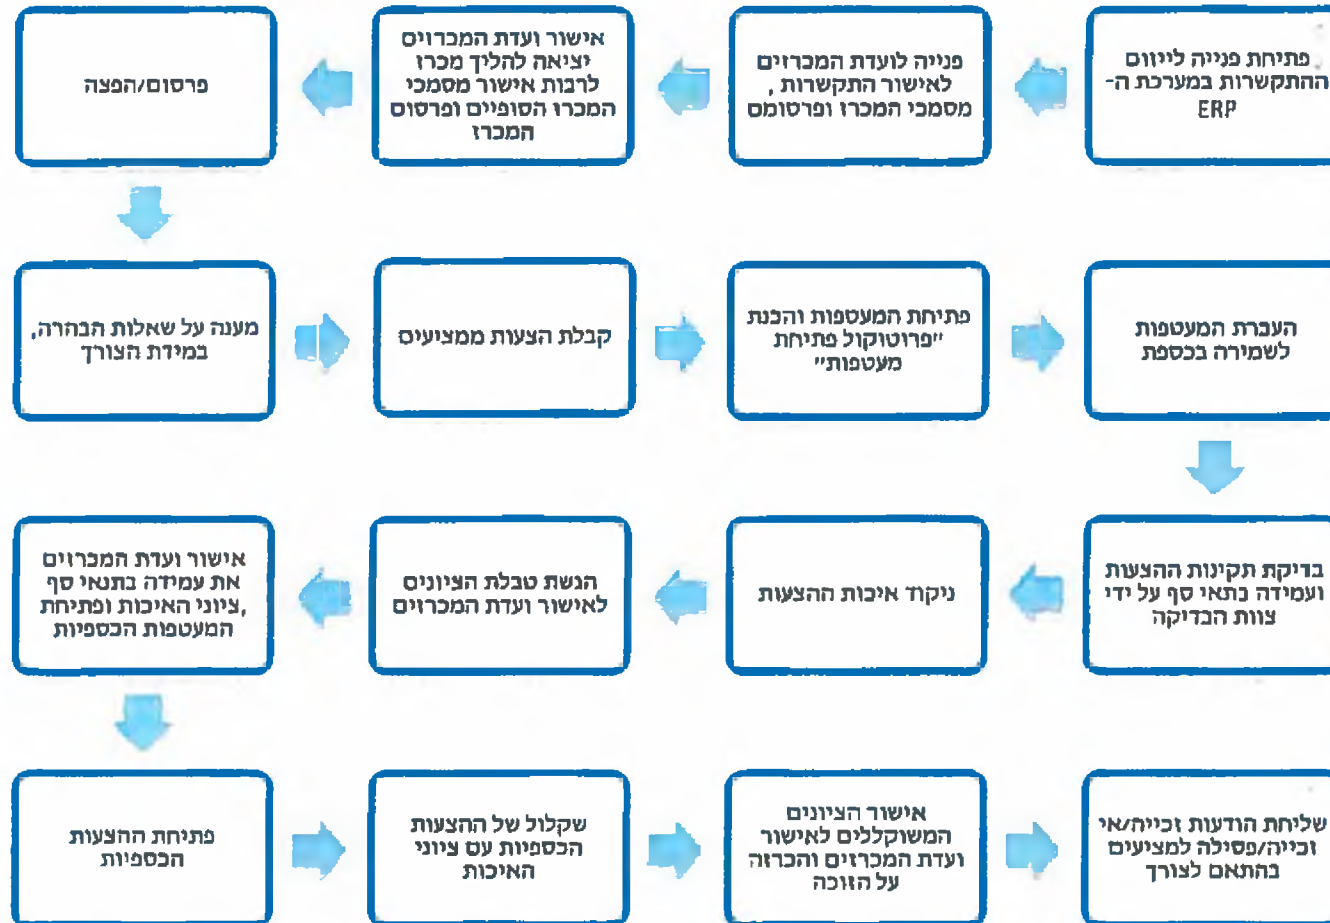 פתיחת פנייה לייזום
ההתקשרות במערכת ה-
ERP
פנייה לועדת המכרזים
לאישור התקשרות ,
מסמכי המכרז ופרסומם
אישור ועדת המכרזים
יציאה להליך מכרז
לרבות אישור מסמכי
המכרז הסופיים ופרסום
המכרז
פרסום/הפצה
מענה על שאלות הבהרה,
במידת הצורך
קבלת הצעות ממציעים
פתיחת המעטפות והכנת
"פרוטוקול פתיחת
מעטפות"
העברת המעטפות
לשמירה בכספת
בדיקת תקינות ההצעות
ועמידה בתאי סף על ידי
צוות הבדיקה
ניקוד איכות ההצעות
הגשת טבלת הציונים
לאישור ועדת המכרזים
אישור ועדת המכרזים
את עמידה בתנאי סף
,ציוני האיכות ופתיחת
המעטפות הכספיות
פתיחת ההצעות
הכספיות
שקלול של ההצעות
הכספיות עם ציוני
האיכות
אישור הציונים
המשוקללים לאישור
ועדת המכרזים והכרזה
על הזוכה
שליחת הודעות זכייה/אי
זכייה/פסילה למציעים
בהתאם לצורך